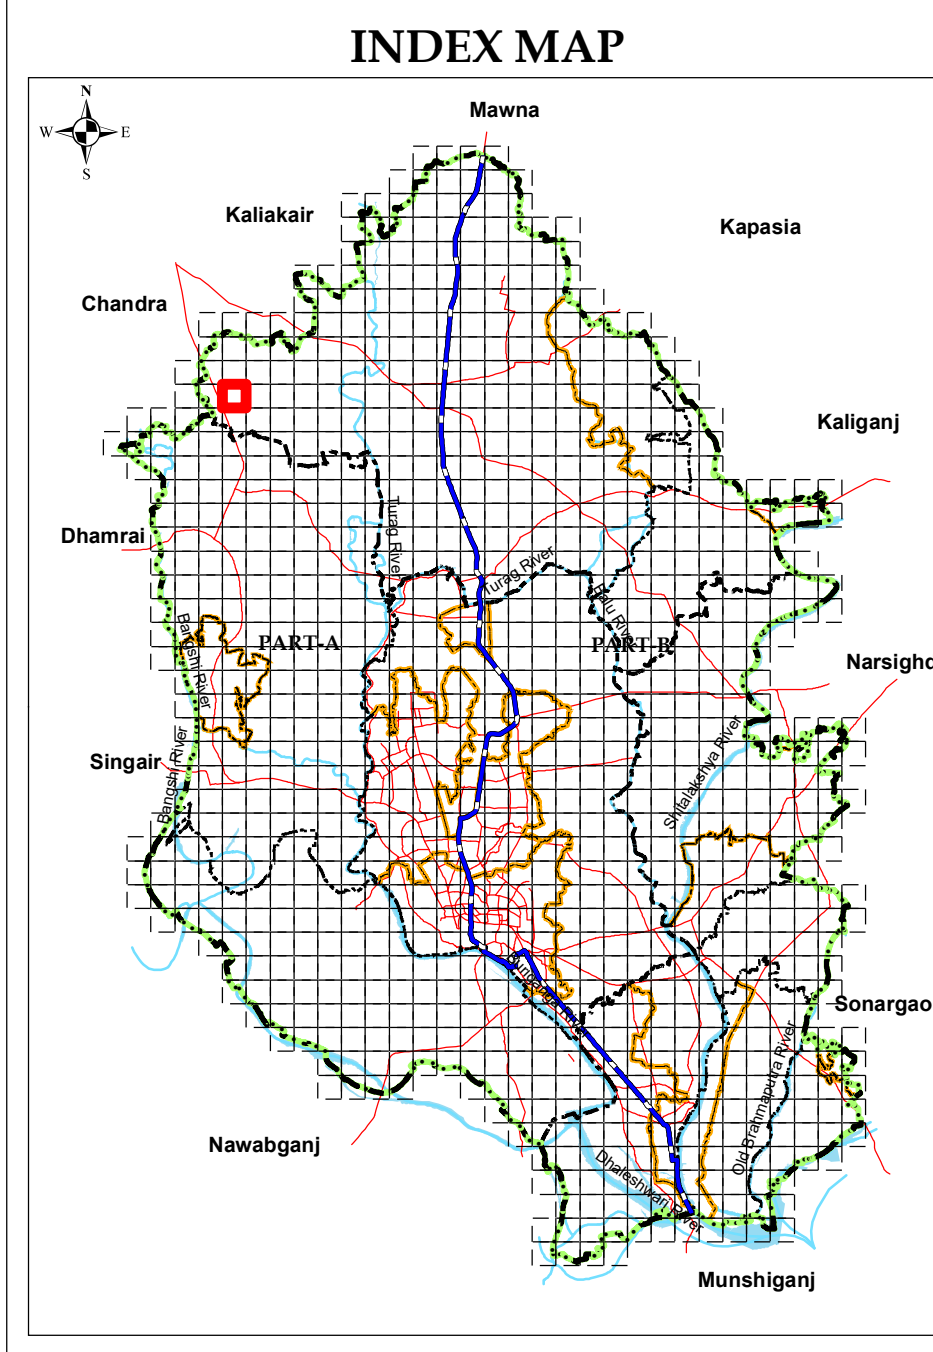 INDEX MAP
N
W E
S
Mawna
Kaliakair
Kapasia
Chandra
Kaliganj
Dhamrai
Turag River
Turag River
Balu River
Bangshi River
PART-A
PART-B
Narsighd
Shitalakshya River
Singair
Bangshi River
Buriganga River
Sonargao
Old Brahmaputra River
Nawabganj
Dhaleshwari River
Munshiganj